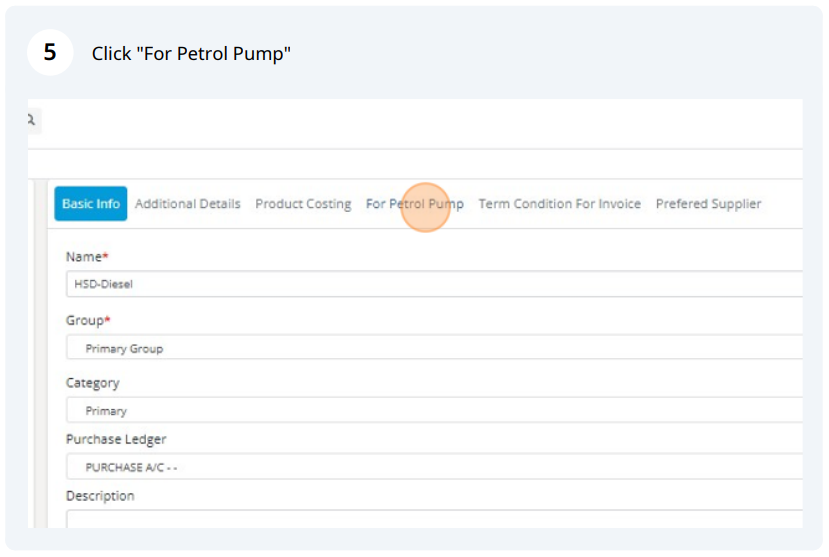 5 Click "For Petrol Pump"
Basic Info Additional Details Product Costing For Petrol Pump Term Condition For Invoice Prefered Supplier
Name*
HSD-Diesel
Group*
Primary Group
Category
Primary
Purchase Ledger
PURCHASE A/C - -
Description